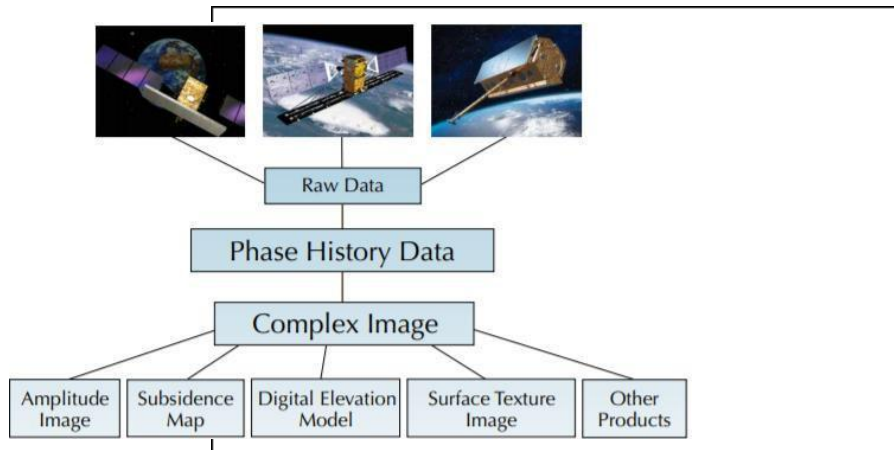 Raw Data
Phase History Data
Complex Image
Amplitude
Image
Subsidence
Map
Digital Elevation
Model
Surface Texture
Image
Other
Products